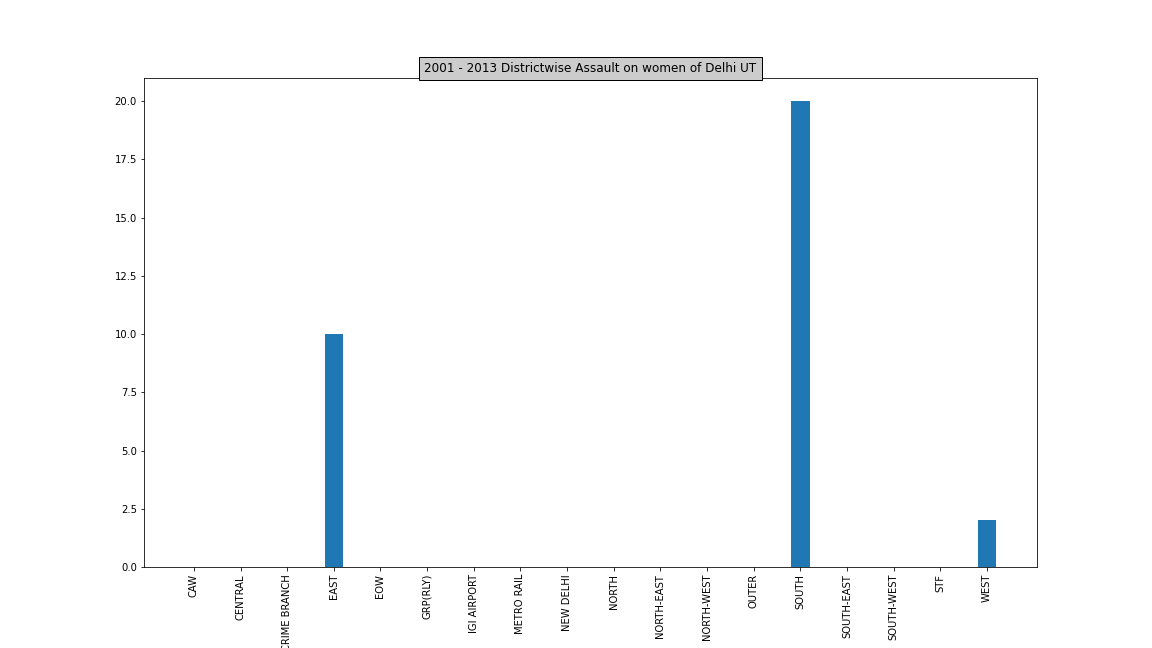 2001 - 2013 Districtwise Assault on women of Delhi UT
20.0
17.5
15.0
12.5
10.0
7.5
5.0
2.5
0.0
CAW
CENTRAL
CRIME BRANCH
EAST
EOW
GRP(RLY)
IGI AIRPORT
METRO RAIL
NEW DELHI
NORTH
NORTH-EAST
NORTH-WEST
OUTER
SOUTH
SOUTH-EAST
SOUTH-WEST
STF
WEST